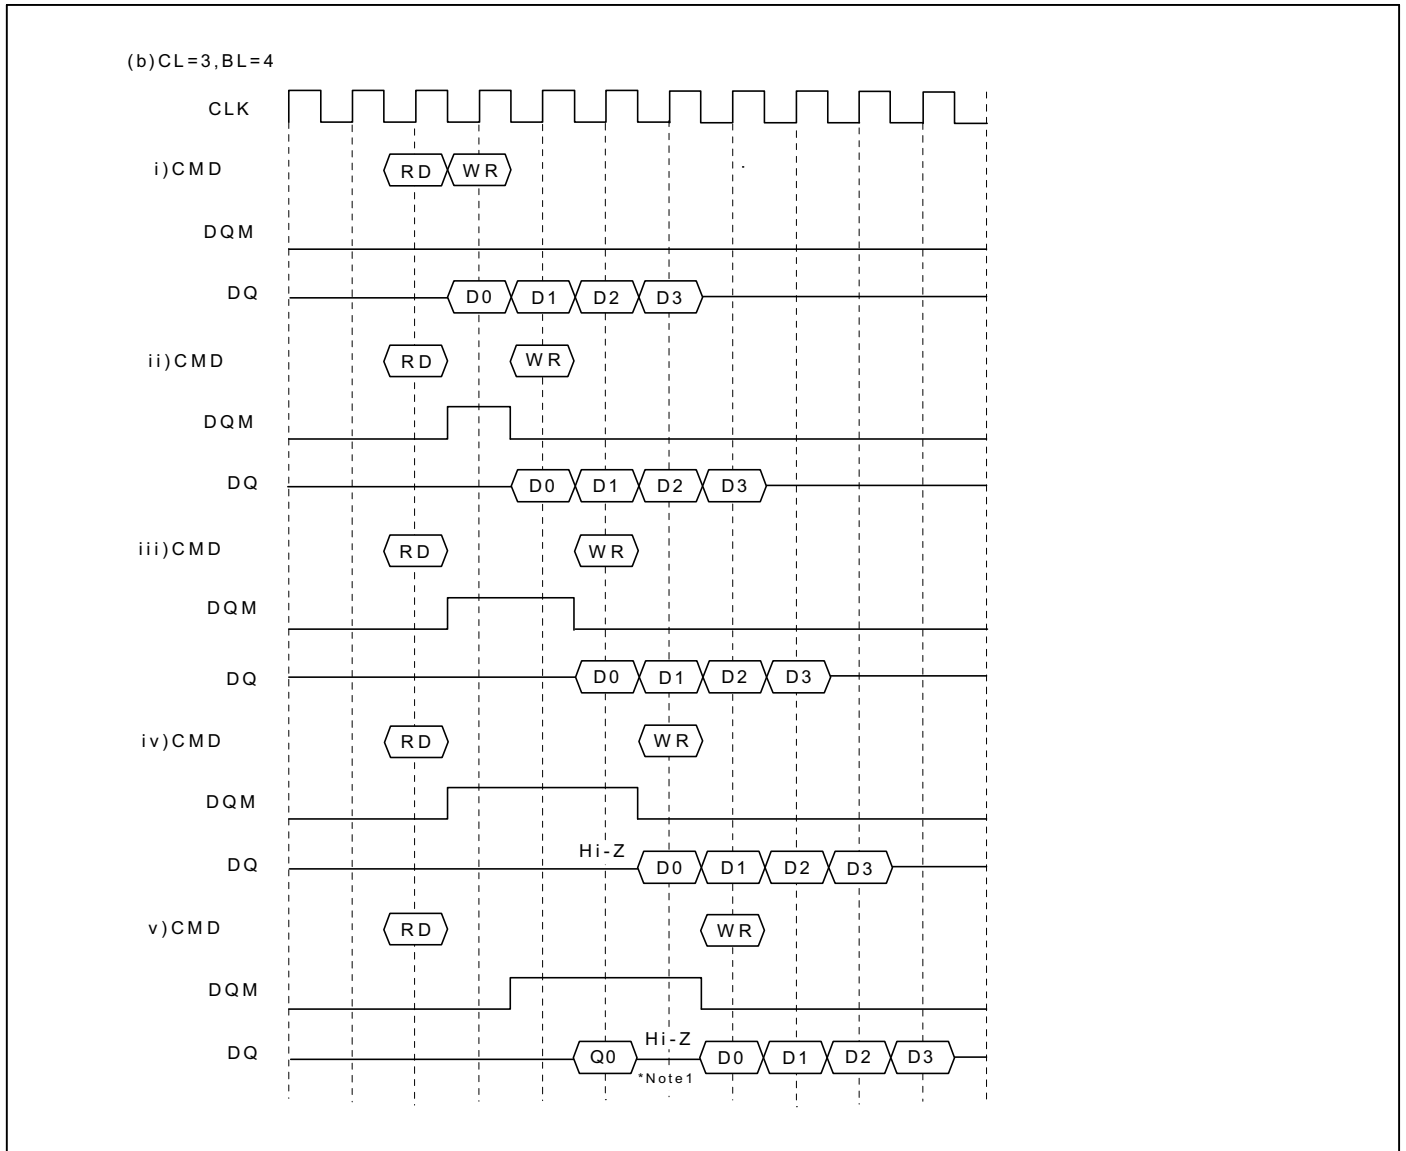 (b)CL=3,BL=4
CLK
i)CMD RD WR
DQM
DQ D0 D1 D2 D3
ii)CMD RD WR
DQM
DQ D0 D1 D2 D3
iii)CMD RD WR
DQM
DQ D0 D1 D2 D3
iv)CMD RD WR
DQM
DQ Hi-Z D0 D1 D2 D3
v)CMD RD WR
DQM
DQ Q0 Hi-Z D0 D1 D2 D3
*Note1